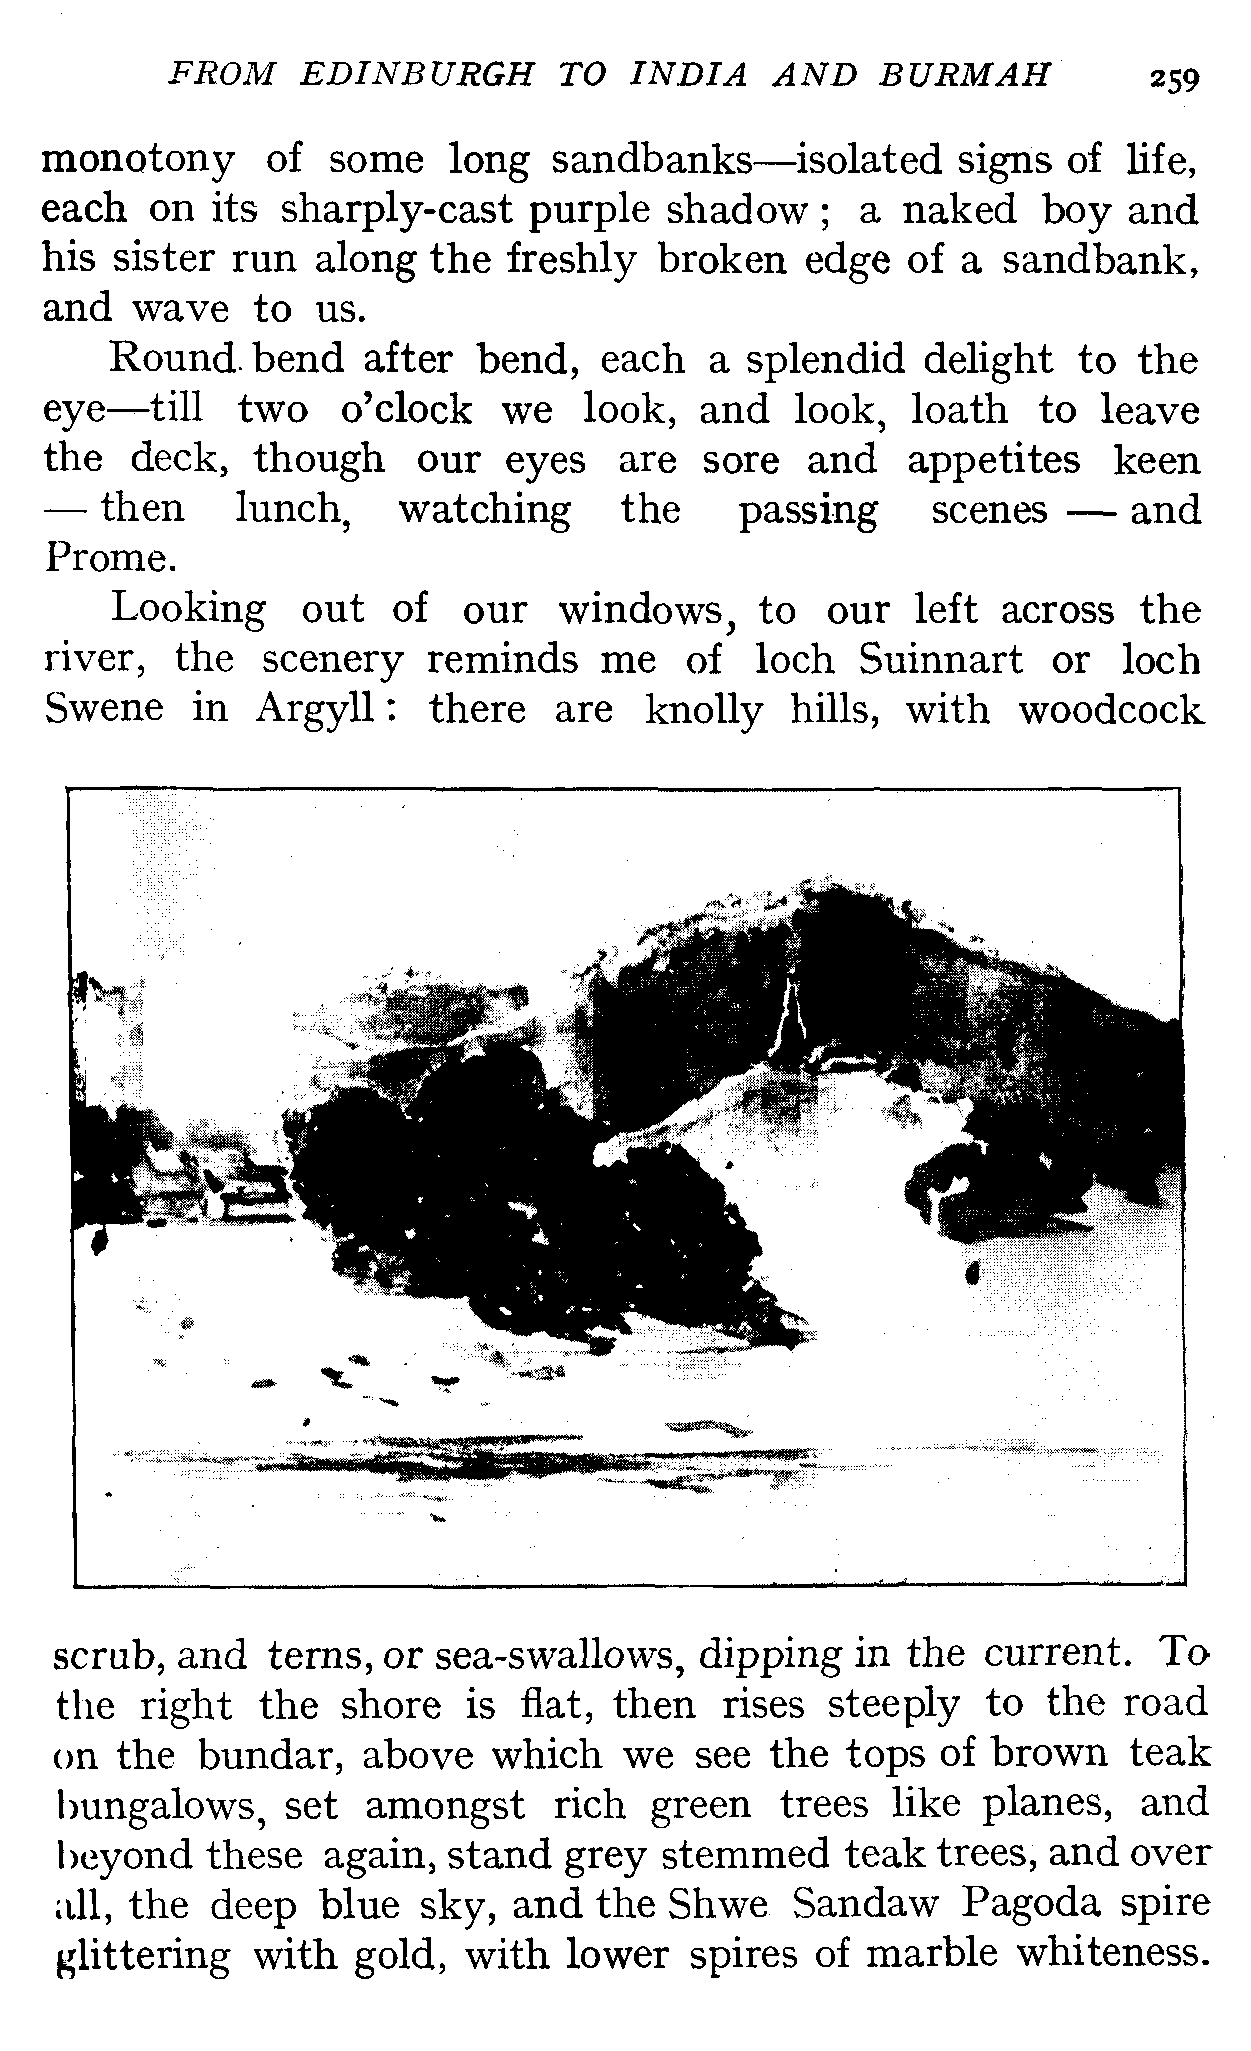 FROM EDINBURGH TO INDIA AND BURMAH 259
monotony of some long sandbanks—isolated signs of life,
each on its sharply-cast purple shadow ; a naked boy and
his sister run along the freshly broken edge of a sandbank,
and wave to us.
Round bend after bend, each a splendid delight to the
eye—till two o'clock we look, and look, loath to leave
the deck, though our eyes are sore and appetites keen
— then lunch, watching the passing scenes — and
Prome.
Looking out of our windows, to our left across the
river, the scenery reminds me of loch Suinnart or loch
Swene in Argyll : there are knolly hills, with woodcock
scrub, and terns, or sea-swallows, dipping in the current. To
the right the shore is flat, then rises steeply to the road
on the bundar, above which we see the tops of brown teak
bungalows, set amongst rich green trees like planes, and
beyond these again, stand grey stemmed teak trees, and over
all, the deep blue sky, and the Shwe Sandaw Pagoda spire
glittering with gold, with lower spires of marble whiteness.